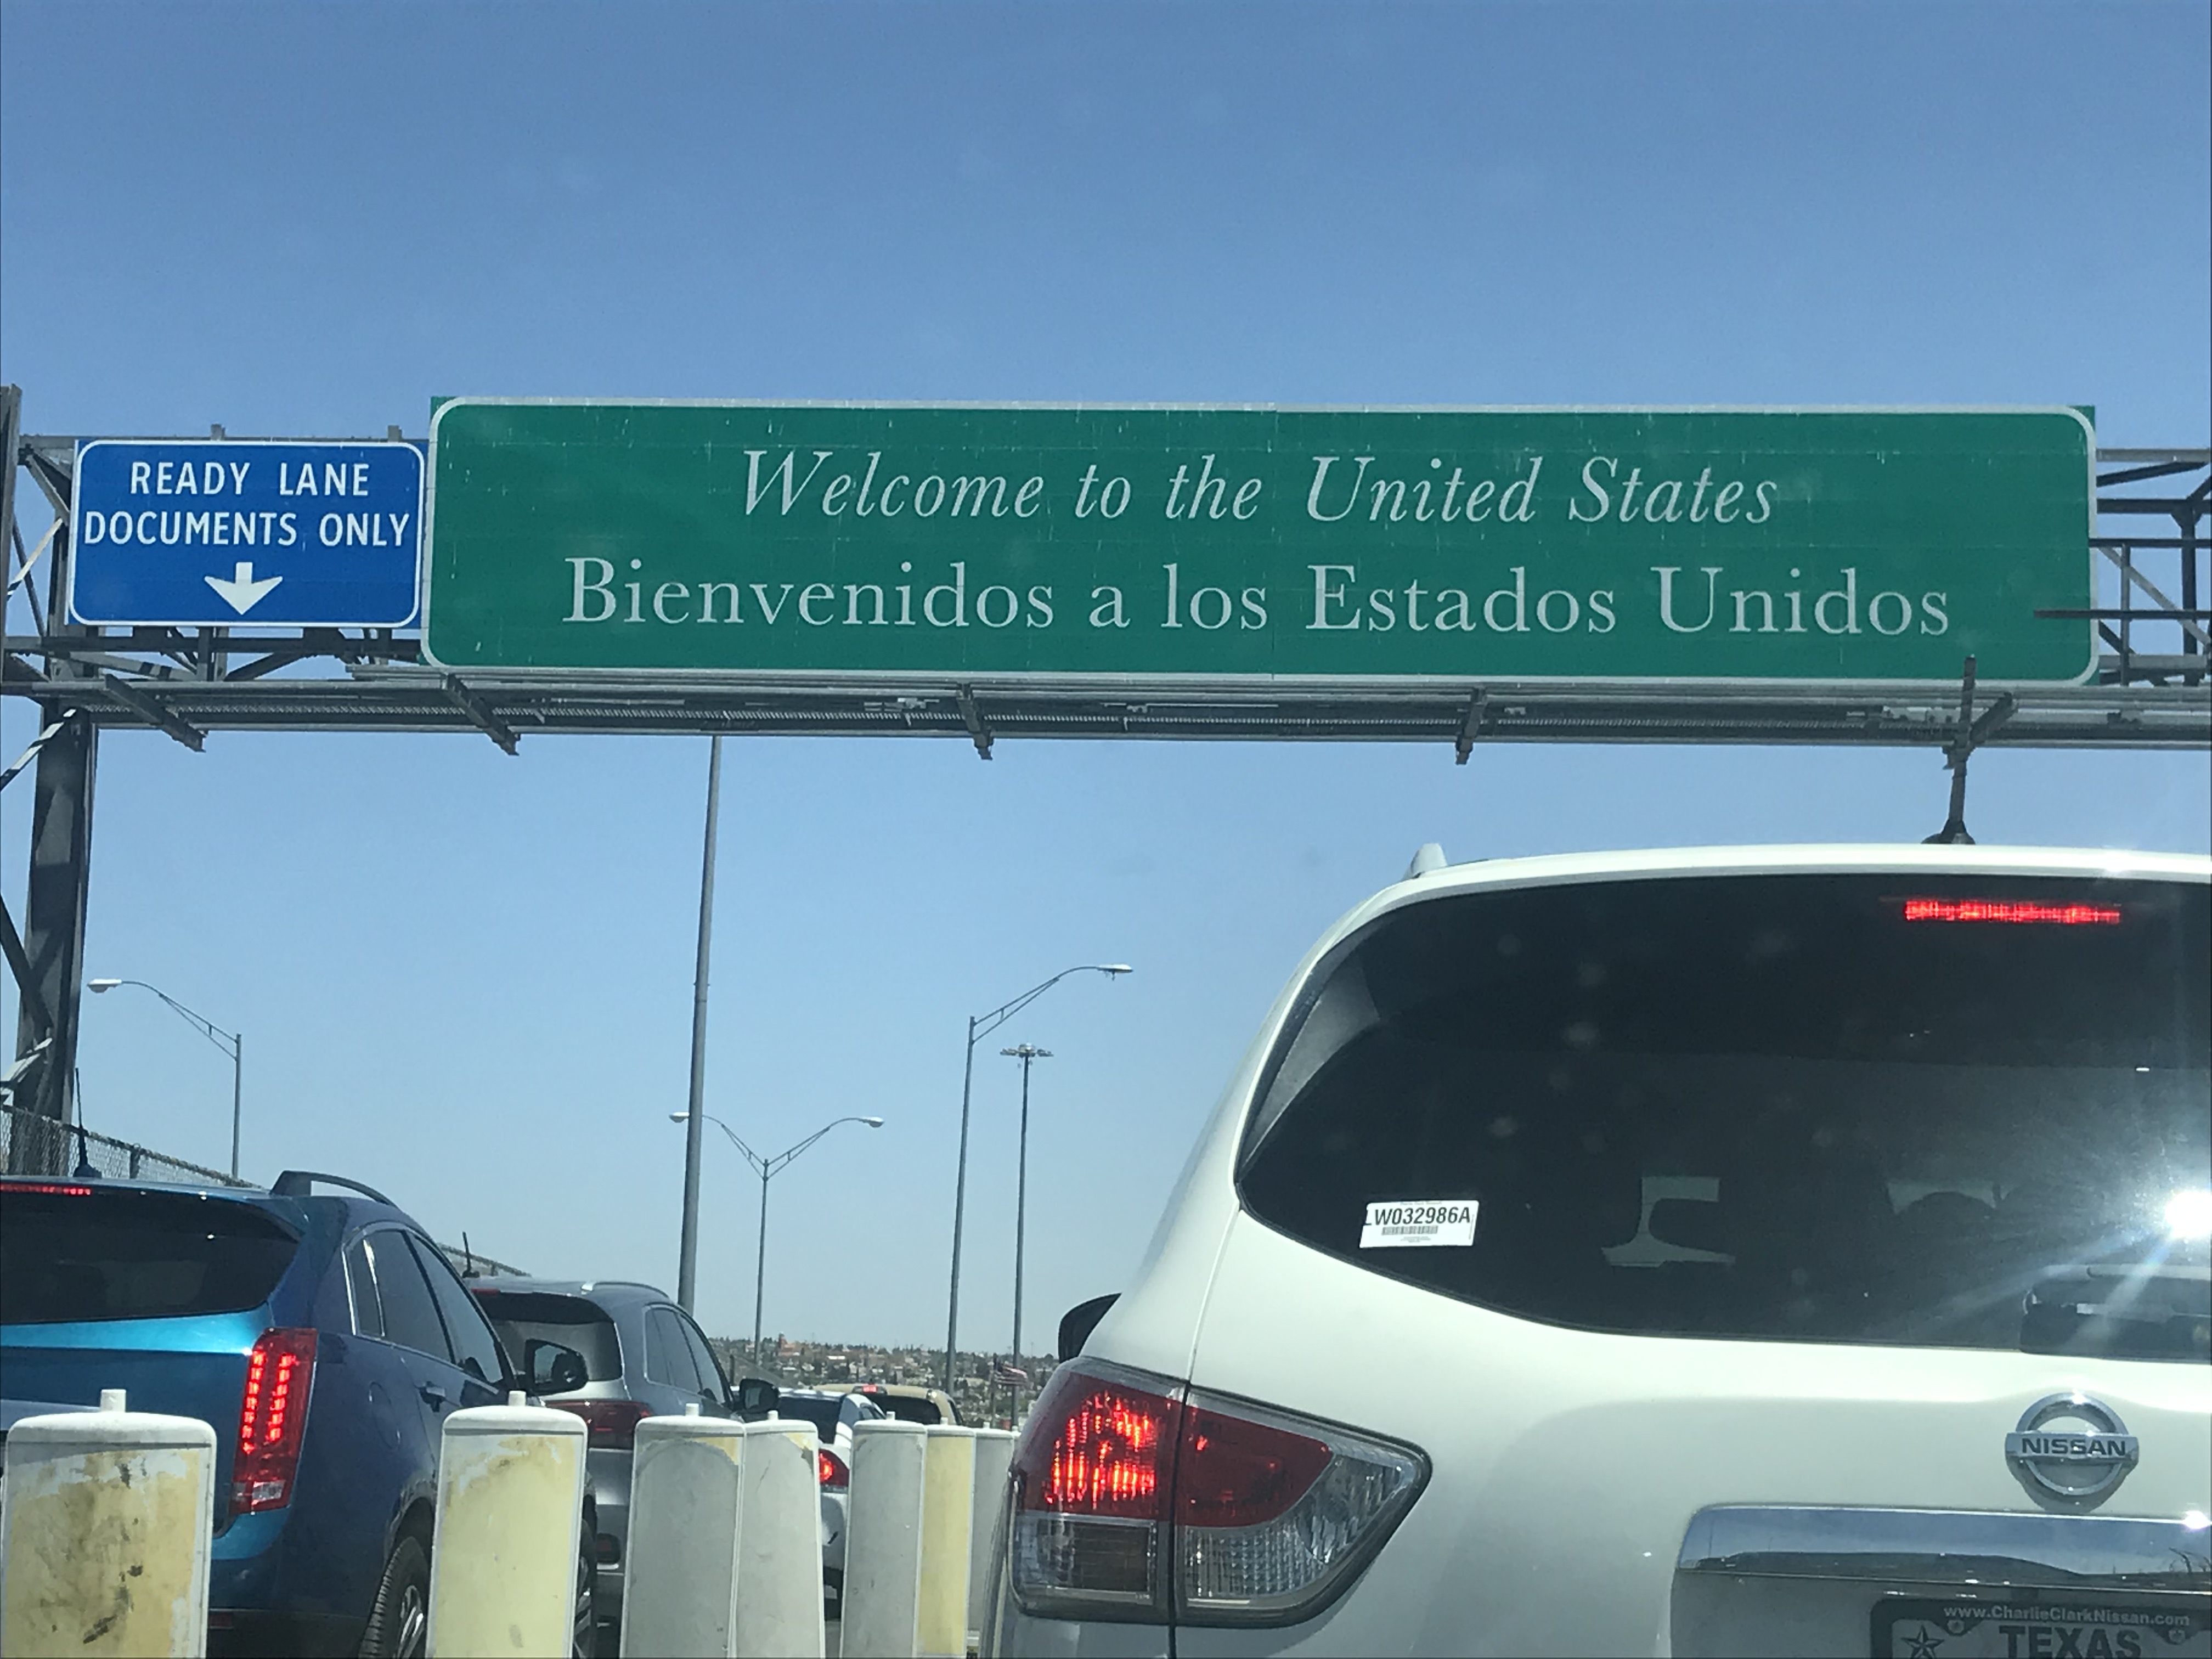 READY LANE
DOCUMENTS ONLY
Welcome to the United States
Bienvenidos a los Estados Unidos
LW032986A
NISSAN
www.CharlieClarkNissan.com
TEXAS